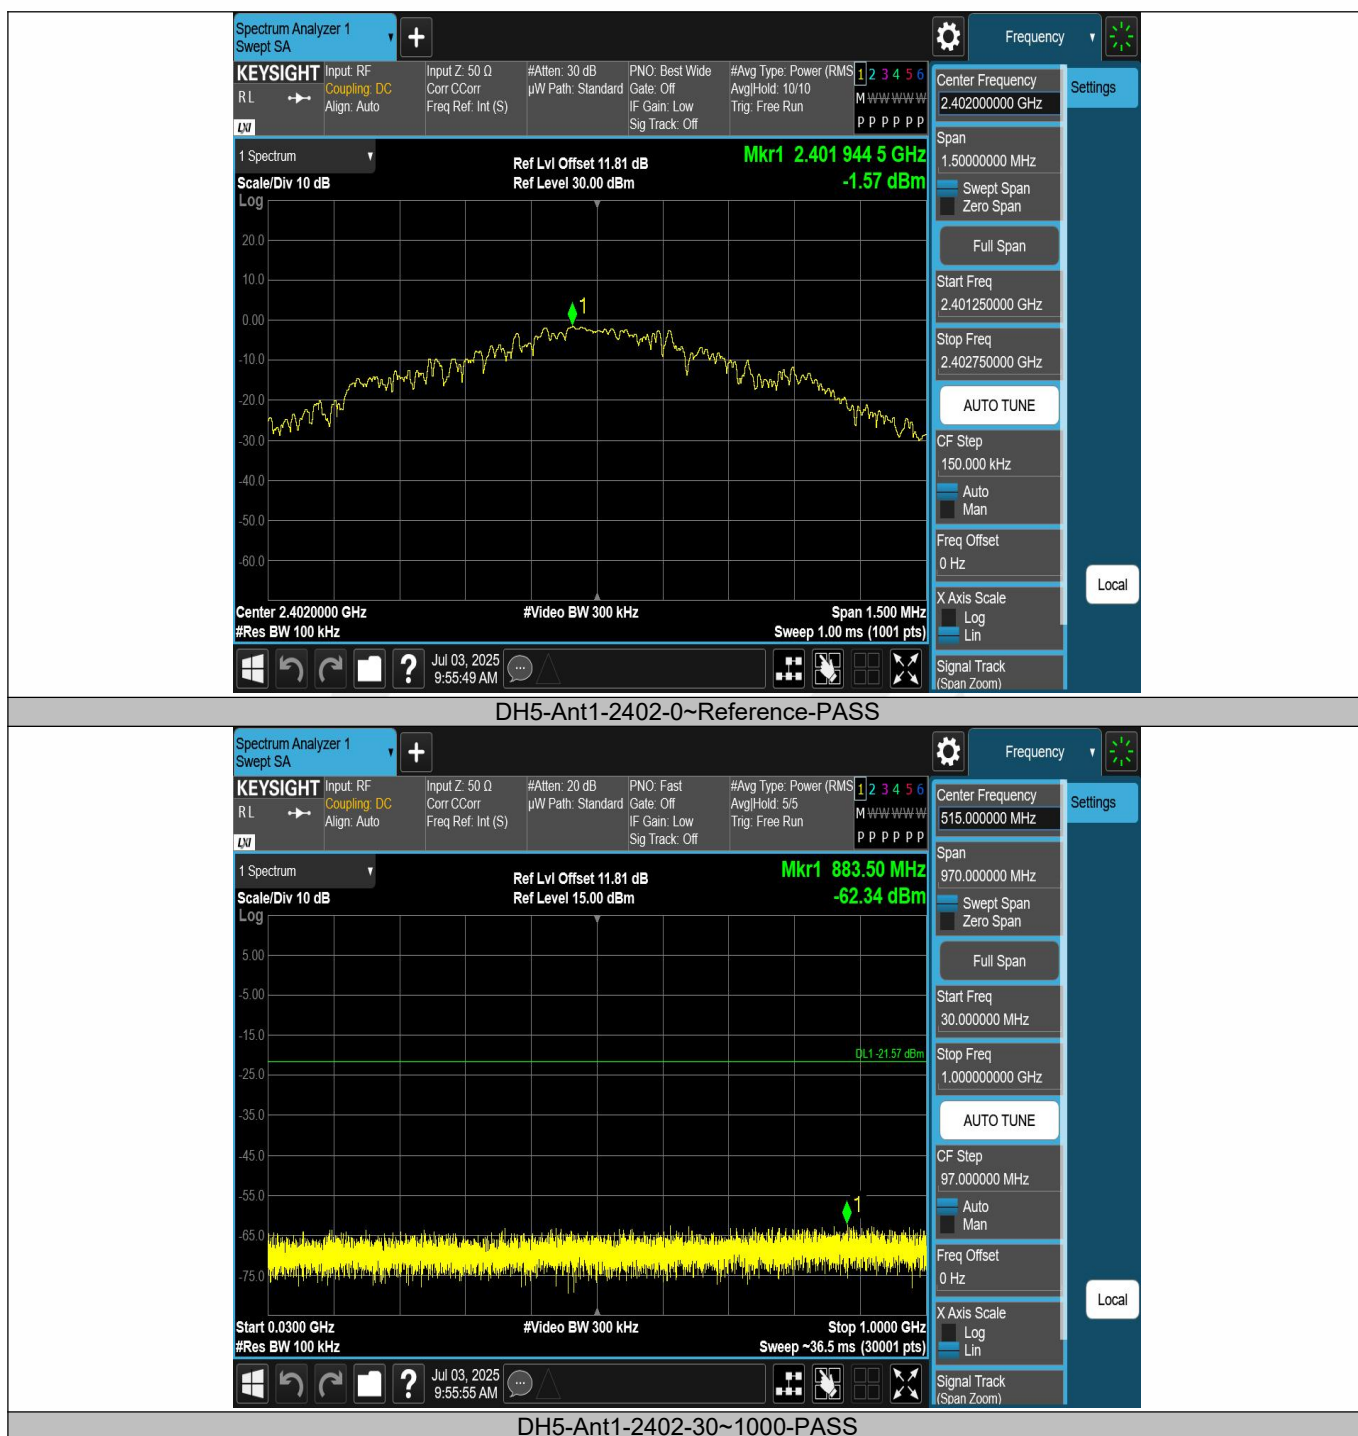 Spectrum Analyzer 1
Swept SA
Frequency
KEYSIGHT
R L
LXI
Input: RF
Coupling: DC
Align: Auto
Input Z: 50 Ω
Corr CCorr
Freq Ref: Int (S)
#Atten: 30 dB
µW Path: Standard
PNO: Best Wide
Gate: Off
IF Gain: Low
Sig Track: Off
#Avg Type: Power (RMS
Avg|Hold: 10/10
Trig: Free Run
1 2 3 4 5 6
M W W W W W
P P P P P P
1 Spectrum
Scale/Div 10 dB
Ref Lvl Offset 11.81 dB
Ref Level 30.00 dBm
Mkr1 2.401 944 5 GHz
-1.57 dBm
Log
20.0
10.0
0.00
-10.0
-20.0
-30.0
-40.0
-50.0
-60.0
1
Center 2.4020000 GHz
#Res BW 100 kHz
#Video BW 300 kHz
Span 1.500 MHz
Sweep 1.00 ms (1001 pts)
Jul 03, 2025
9:55:49 AM
Center Frequency
2.402000000 GHz
Settings
Span
1.50000000 MHz
Swept Span
Zero Span
Full Span
Start Freq
2.401250000 GHz
Stop Freq
2.402750000 GHz
AUTO TUNE
CF Step
150.000 kHz
Auto
Man
Freq Offset
0 Hz
Local
X Axis Scale
Log
Lin
Signal Track
(Span Zoom)
DH5-Ant1-2402-0~Reference-PASS
Spectrum Analyzer 1
Swept SA
Frequency
KEYSIGHT
R L
LXI
Input: RF
Coupling: DC
Align: Auto
Input Z: 50 Ω
Corr CCorr
Freq Ref: Int (S)
#Atten: 20 dB
µW Path: Standard
PNO: Fast
Gate: Off
IF Gain: Low
Sig Track: Off
#Avg Type: Power (RMS
Avg|Hold: 5/5
Trig: Free Run
1 2 3 4 5 6
M W W W W W
P P P P P P
1 Spectrum
Scale/Div 10 dB
Ref Lvl Offset 11.81 dB
Ref Level 15.00 dBm
Mkr1 883.50 MHz
-62.34 dBm
Log
5.00
-5.00
-15.0
DL1 -21.57 dBm
-25.0
-35.0
-45.0
-55.0
-65.0
-75.0
1
Start 0.0300 GHz
#Res BW 100 kHz
#Video BW 300 kHz
Stop 1.0000 GHz
Sweep ~36.5 ms (30001 pts)
Jul 03, 2025
9:55:55 AM
Center Frequency
515.000000 MHz
Settings
Span
970.000000 MHz
Swept Span
Zero Span
Full Span
Start Freq
30.000000 MHz
Stop Freq
1.000000000 GHz
AUTO TUNE
CF Step
97.000000 MHz
Auto
Man
Freq Offset
0 Hz
Local
X Axis Scale
Log
Lin
Signal Track
(Span Zoom)
DH5-Ant1-2402-30~1000-PASS